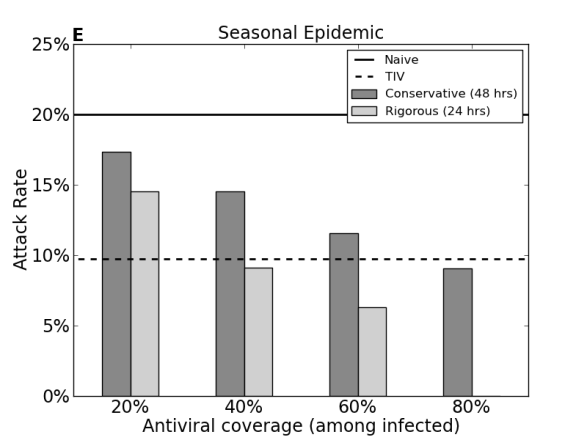 E
Seasonal Epidemic
25%
20%
15%
10%
5%
0%
Attack Rate
Naive
TIV
Conservative (48 hrs)
Rigorous (24 hrs)
20% 40% 60% 80%
Antiviral coverage (among infected)